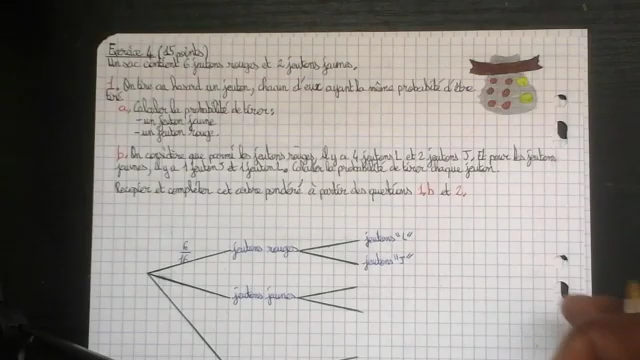 Exercice 4 (15 points)
Un sac contient 6 jetons rouges et 2 jetons jaunes.
1. On tire au hasard un jeton, chacun d'eux ayant la même probabilité d'être
tiré
a. Calculer la probabilité de tirer:
- un jeton jaune
- un jeton rouge.
b. On considère que parmi les jetons rouges, il y a 4 jetons L et 2 jetons J. Et pour les jetons
jaunes, il y a 1 jeton J et 1 jeton L. Calculer la probabilité de tirer chaque jeton.
Recopier et compléter cet arbre pondéré à partir des questions 1.b et 2.
jetons "L"
6
jetons rouges
jetons "J"
jetons jaunes